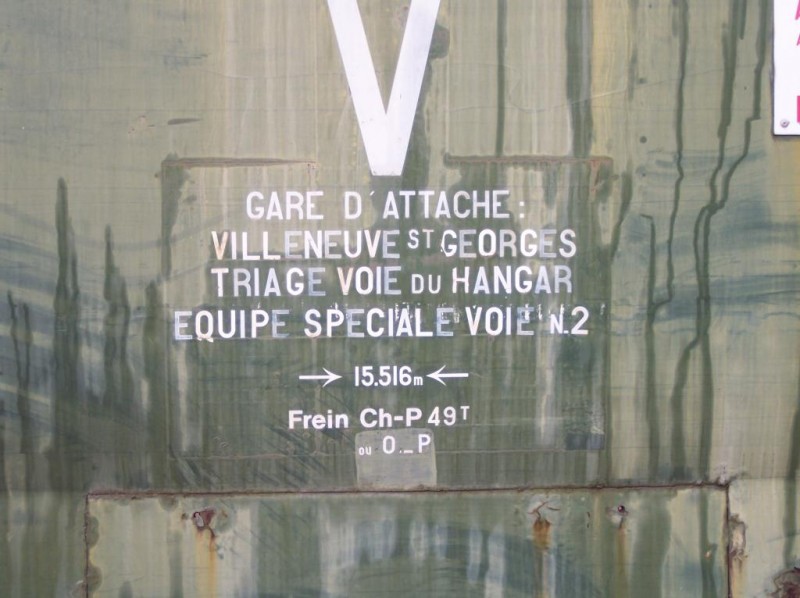 V
GARE D'ATTACHE:
VILLENEUVE ST GEORGES
TRIAGE VOIE DU HANGAR
EQUIPE SPECIALE VOIE N.2
→ 15.516m ←
Frein Ch-P 49T
ou O._P